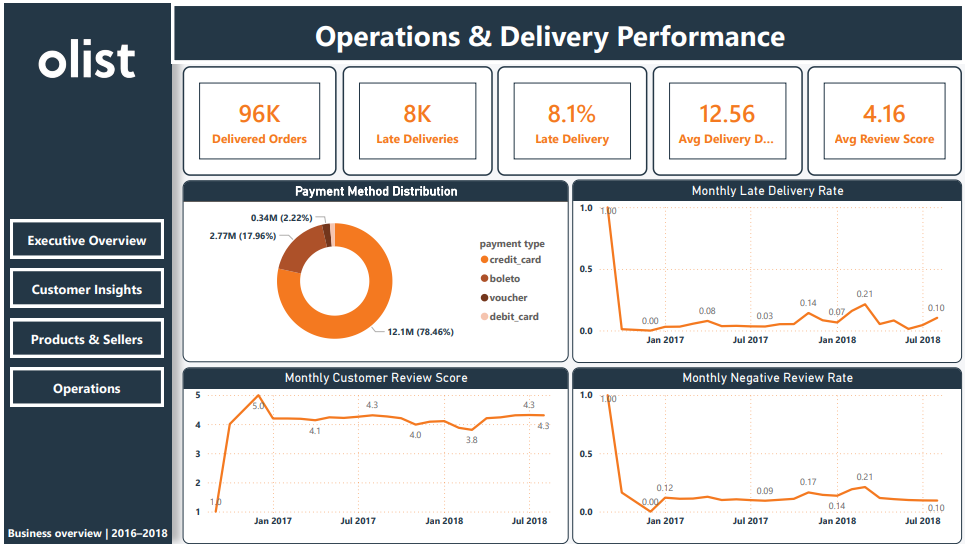 olist
Operations & Delivery Performance
96K
Delivered Orders
8K
Late Deliveries
8.1%
Late Delivery
12.56
Avg Delivery D...
4.16
Avg Review Score
Executive Overview
Customer Insights
Products & Sellers
Operations
Business overview | 2016–2018
Payment Method Distribution
0.34M (2.22%)
2.77M (17.96%)
12.1M (78.46%)
payment type
credit_card
boleto
voucher
debit_card
Monthly Late Delivery Rate
1.0
0.5
0.0
1.00
0.00
0.08
0.03
0.14
0.07
0.21
0.10
Jan 2017
Jul 2017
Jan 2018
Jul 2018
Monthly Customer Review Score
5
4
3
2
1
1.0
5.0
4.1
4.3
4.0
3.8
4.3
4.3
Jan 2017
Jul 2017
Jan 2018
Jul 2018
Monthly Negative Review Rate
1.0
0.5
0.0
1.00
0.00
0.12
0.09
0.17
0.14
0.21
0.10
Jan 2017
Jul 2017
Jan 2018
Jul 2018